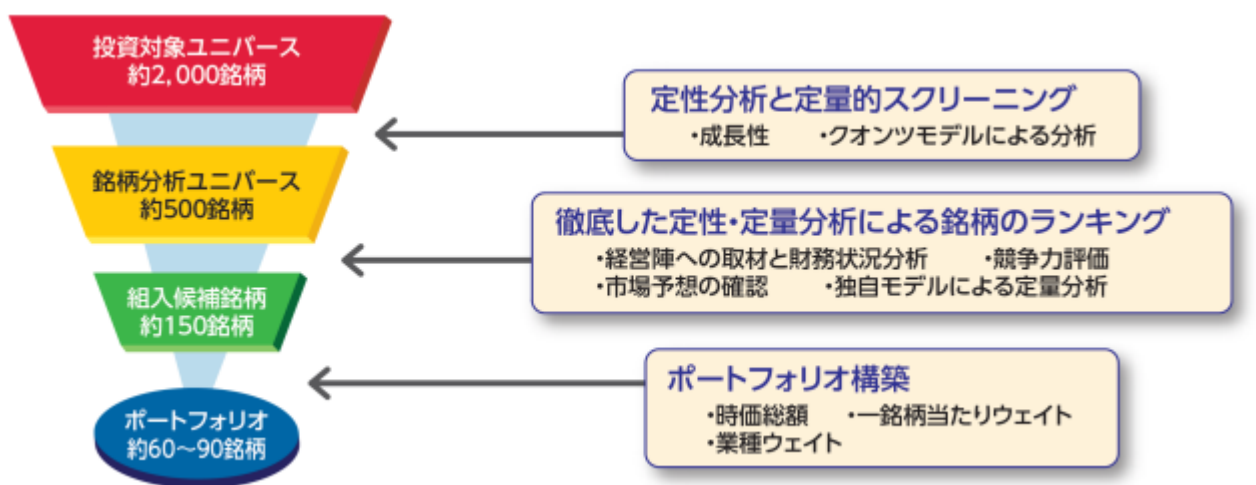 投資対象ユニバース
約2,000銘柄
定性分析と定量的スクリーニング
・成長性 ・クオンツモデルによる分析
銘柄分析ユニバース
約500銘柄
徹底した定性・定量分析による銘柄のランキング
・経営陣への取材と財務状況分析 ・競争力評価
・市場予想の確認 ・独自モデルによる定量分析
組入候補銘柄
約150銘柄
ポートフォリオ構築
・時価総額 ・一銘柄当たりウェイト
・業種ウェイト
ポートフォリオ
約60～90銘柄